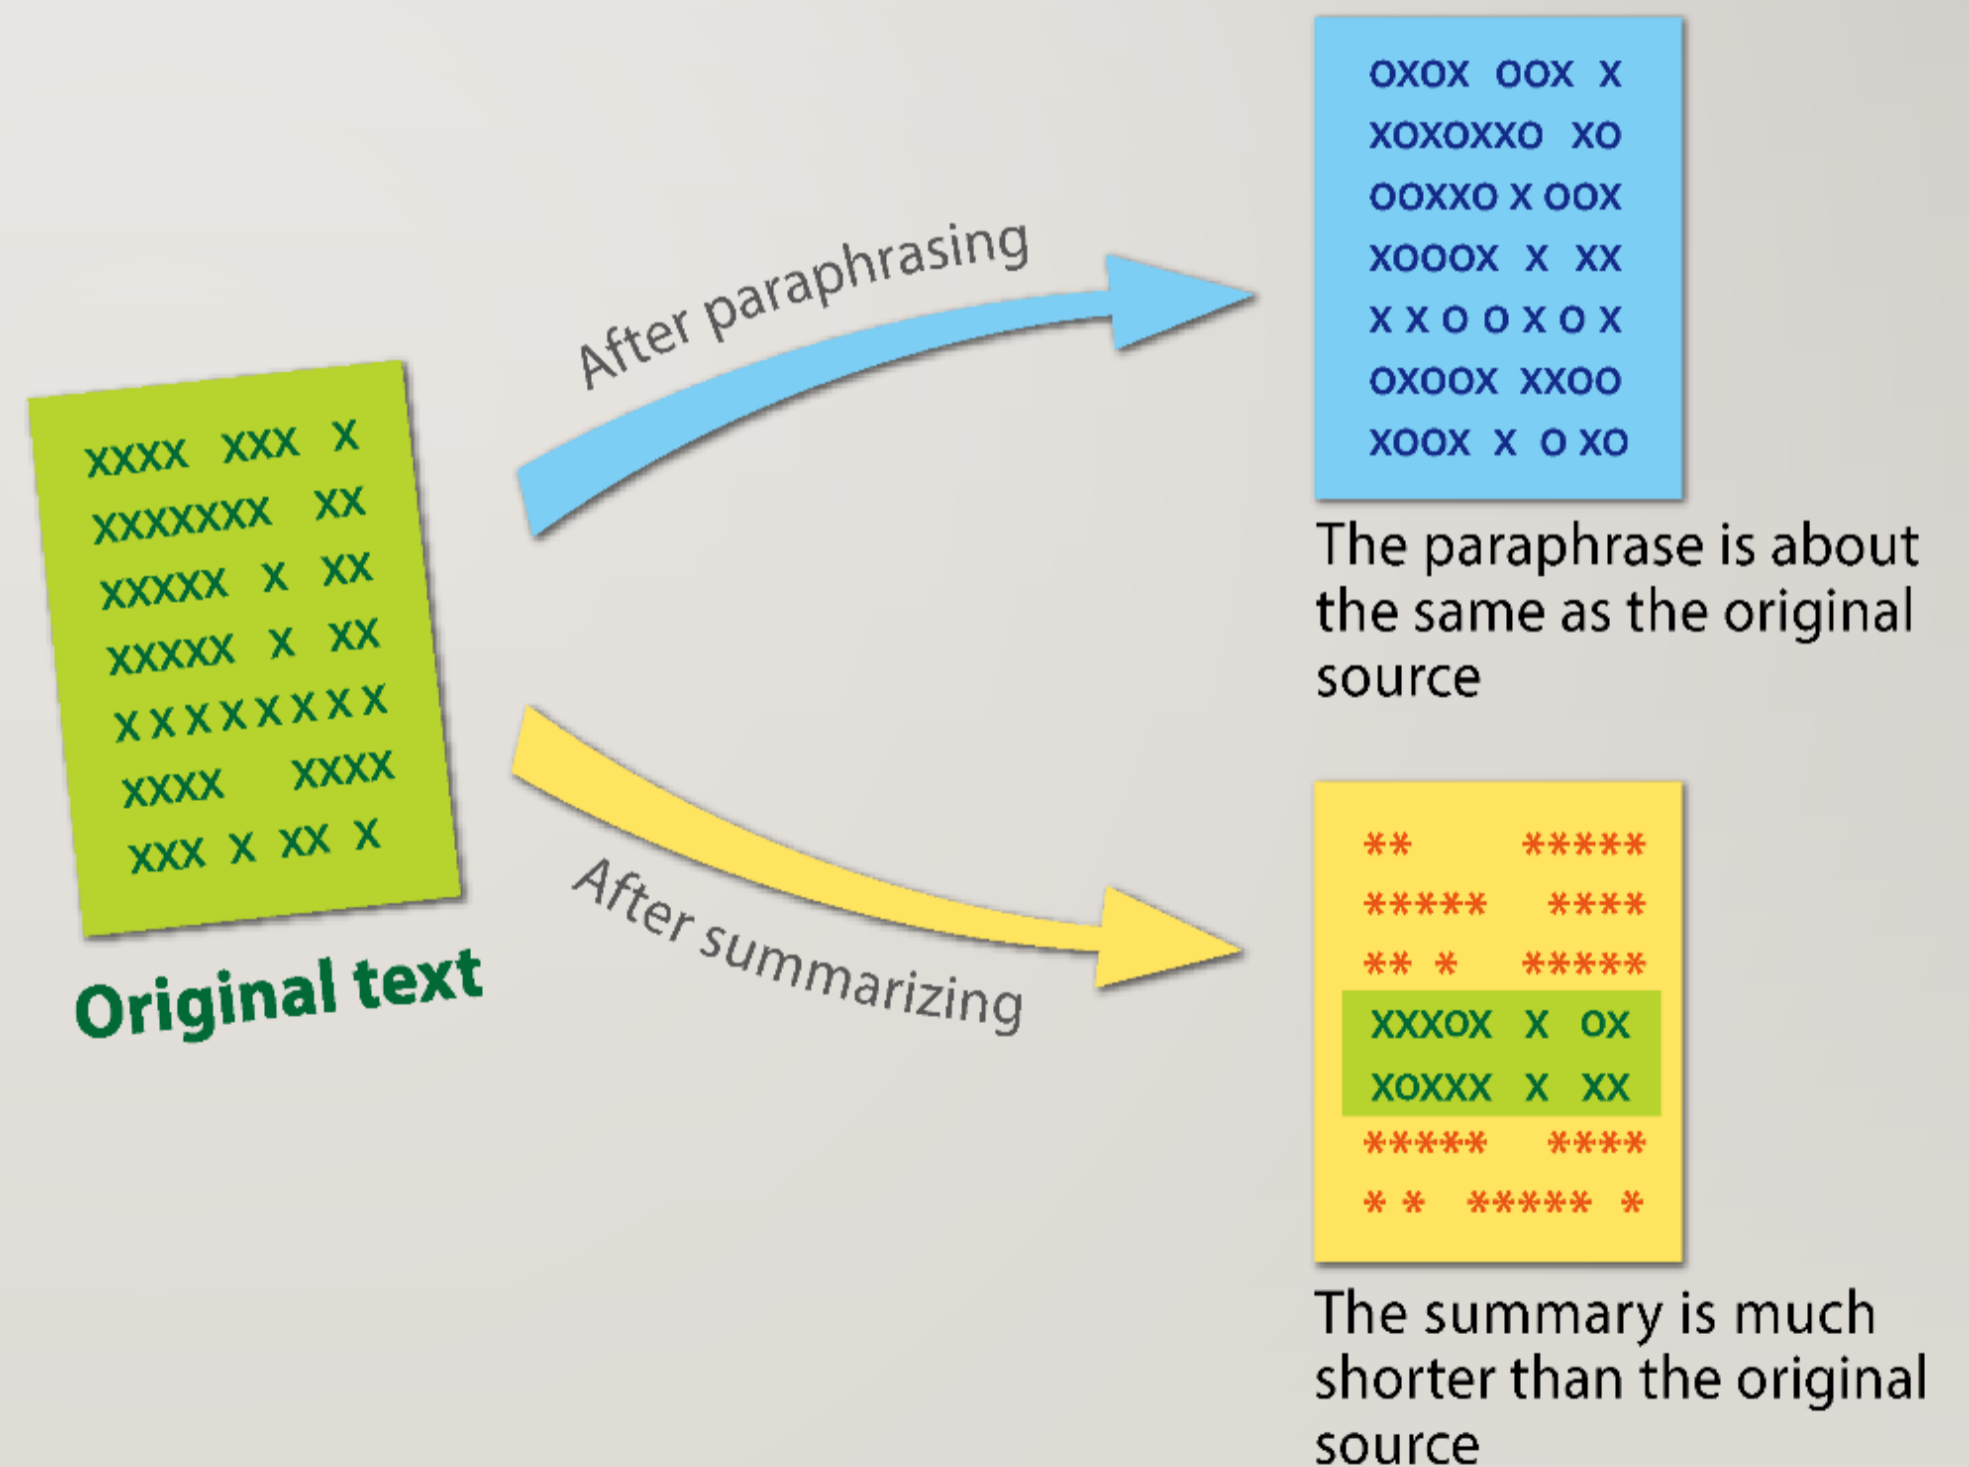 XXXX XXX X
XXXXXXX XX
XXXXX X XX
XXXXX X XX
X X X X X X X X
XXXX XXXX
XXX X XX X
Original text
After paraphrasing
OXOX OOX X
XOXOXXO XO
OOXXO X OOX
XOOOX X XX
X X O O X O X
OXOOX XXOO
XOOX X O XO
The paraphrase is about
the same as the original
source
After summarizing
** *****
***** ****
** * *****
XXXOX X OX
XOXXX X XX
***** ****
* * ***** *
The summary is much
shorter than the original
source